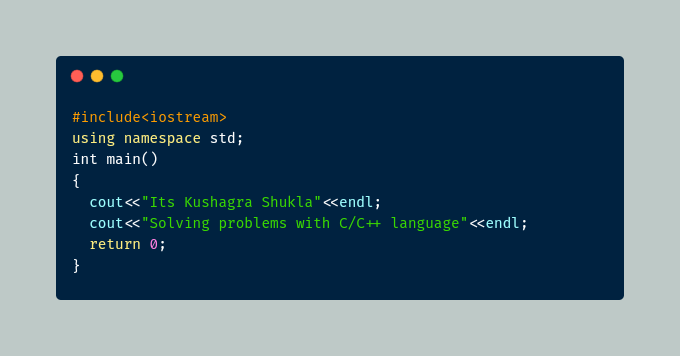 #include<iostream>
using namespace std;
int main()
{
  cout<<"Its Kushagra Shukla"<<endl;
  cout<<"Solving problems with C/C++ language"<<endl;
  return 0;
}